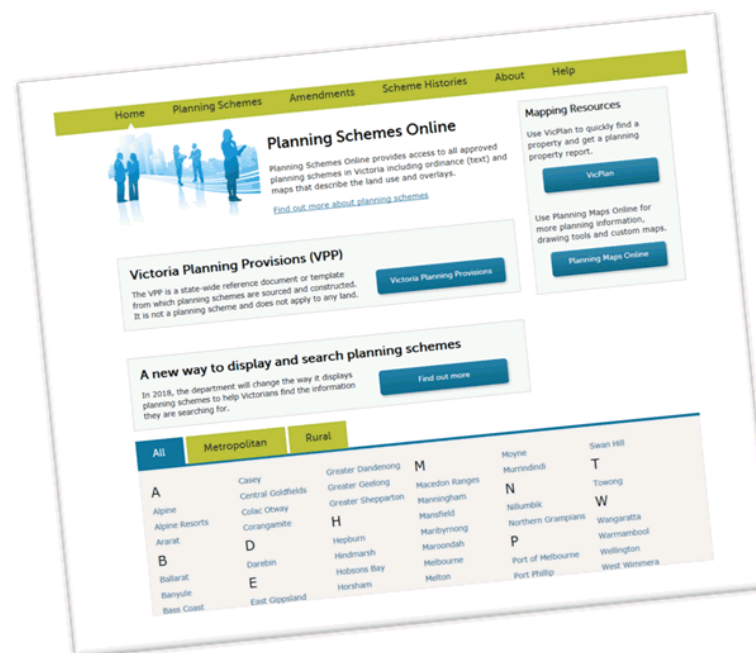 Home Planning Schemes Amendments Scheme Histories About Help
Planning Schemes Online
Planning Schemes Online provides access to all approved
planning schemes in Victoria including ordinance (text) and
maps that describe the land use and overlays.
Find out more about planning schemes
Mapping Resources
Use VicPlan to quickly find a
property and get a planning
property report.
VicPlan
Use Planning Maps Online for
more planning information,
drawing tools and custom maps.
Planning Maps Online
Victoria Planning Provisions (VPP)
The VPP is a state-wide reference document or template
from which planning schemes are sourced and constructed.
It is not a planning scheme and does not apply to any land.
Victoria Planning Provisions
A new way to display and search planning schemes
In 2018, the department will change the way it displays
planning schemes to help Victorians find the information
they are searching for.
Find out more
All Metropolitan Rural
A
Alpine
Alpine Resorts
Ararat
B
Ballarat
Banyule
Bass Coast
Casey
Central Goldfields
Colac Otway
Corangamite
D
Darebin
E
East Gippsland
Greater Dandenong
Greater Geelong
Greater Shepparton
H
Hepburn
Hindmarsh
Hobsons Bay
Horsham
M
Macedon Ranges
Manningham
Mansfield
Maribyrnong
Maroondah
Melbourne
Melton
Moyne
Murrindindi
N
Nillumbik
Northern Grampians
P
Port of Melbourne
Port Phillip
Swan Hill
T
Towong
W
Wangaratta
Warrnambool
Wellington
West Wimmera